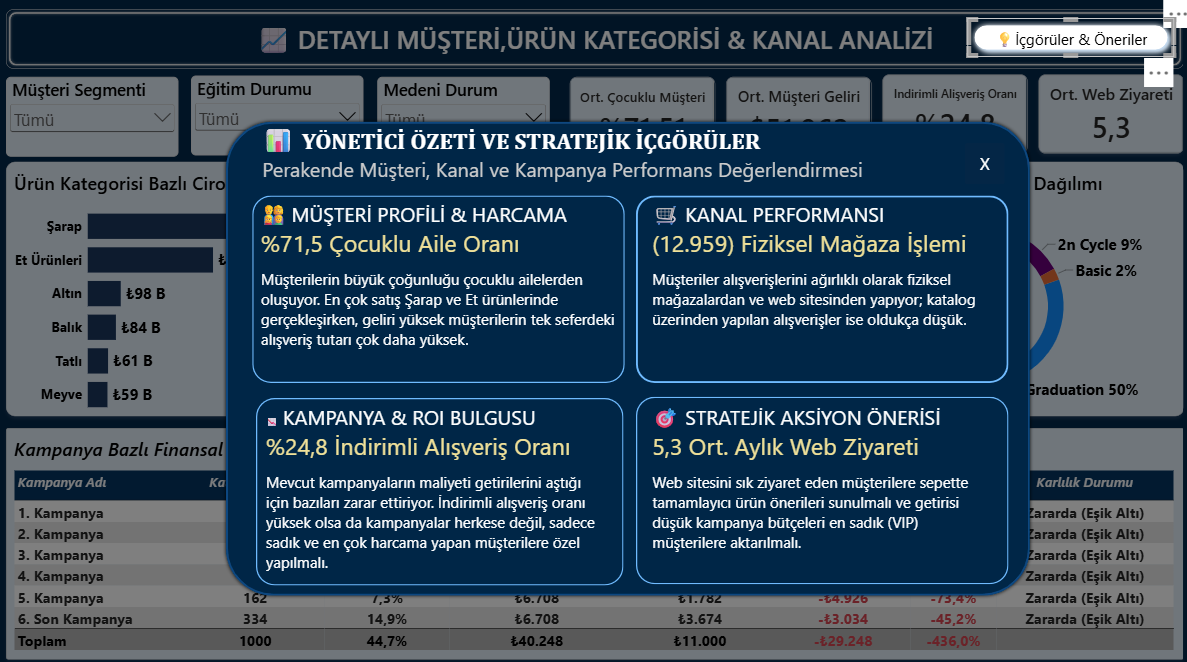 DETAYLI MÜŞTERİ,ÜRÜN KATEGORİSİ & KANAL ANALİZİ
İçgörüler & Öneriler
Müşteri Segmenti
Tümü
Eğitim Durumu
Tümü
Medeni Durum
Tümü
Ort. Çocuklu Müşteri
Ort. Müşteri Geliri
İndirimli Alışveriş Oranı
%24,8
Ort. Web Ziyareti
5,3
YÖNETİCİ ÖZETİ VE STRATEJİK İÇGÖRÜLER
Perakende Müşteri, Kanal ve Kampanya Performans Değerlendirmesi
X
MÜŞTERİ PROFİLİ & HARCAMA
%71,5 Çocuklu Aile Oranı
Müşterilerin büyük çoğunluğu çocuklu ailelerden
oluşuyor. En çok satış Şarap ve Et ürünlerinde
gerçekleşirken, geliri yüksek müşterilerin tek seferdeki
alışveriş tutarı çok daha yüksek.
KANAL PERFORMANSI
(12.959) Fiziksel Mağaza İşlemi
Müşteriler alışverişlerini ağırlıklı olarak fiziksel
mağazalardan ve web sitesinden yapıyor; katalog
üzerinden yapılan alışverişler ise oldukça düşük.
KAMPANYA & ROI BULGUSU
%24,8 İndirimli Alışveriş Oranı
Mevcut kampanyaların maliyeti getirilerini aştığı
için bazıları zarar ettiriyor. İndirimli alışveriş oranı
yüksek olsa da kampanyalar herkese değil, sadece
sadık ve en çok harcama yapan müşterilere özel
yapılmalı.
STRATEJİK AKSİYON ÖNERİSİ
5,3 Ort. Aylık Web Ziyareti
Web sitesini sık ziyaret eden müşterilere sepette
tamamlayıcı ürün önerileri sunulmalı ve getirisi
düşük kampanya bütçeleri en sadık (VIP)
müşterilere aktarılmalı.
Ürün Kategorisi Bazlı Ciro
Şarap
Et Ürünleri ₺
Altın ₺98 B
Balık ₺84 B
Tatlı ₺61 B
Meyve ₺59 B
Dağılımı
2n Cycle 9%
Basic 2%
Graduation 50%
Kampanya Bazlı Finansal
Kampanya Adı Ka Karlılık Durumu
1. Kampanya Zararda (Eşik Altı)
2. Kampanya Zararda (Eşik Altı)
3. Kampanya Zararda (Eşik Altı)
4. Kampanya Zararda (Eşik Altı)
5. Kampanya 162 7,3% ₺6.708 ₺1.782 -₺4.926 -73,4% Zararda (Eşik Altı)
6. Son Kampanya 334 14,9% ₺6.708 ₺3.674 -₺3.034 -45,2% Zararda (Eşik Altı)
Toplam 1000 44,7% ₺40.248 ₺11.000 -₺29.248 -436,0%